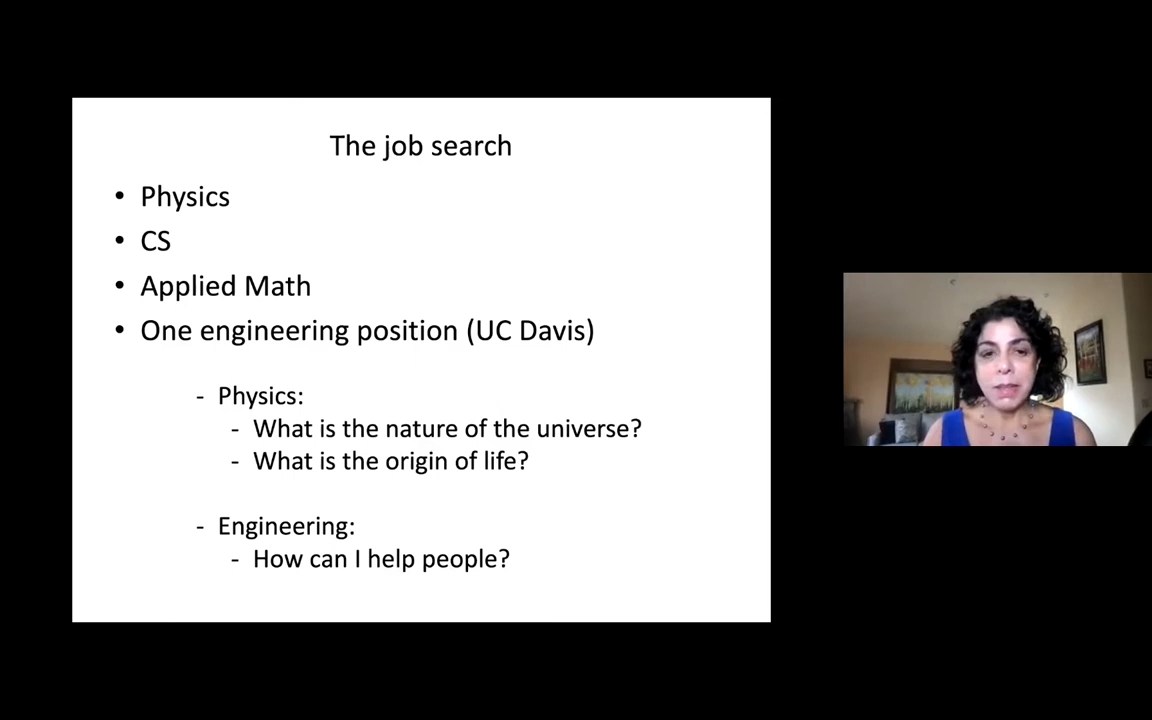 The job search
• Physics
• CS
• Applied Math
• One engineering position (UC Davis)
- Physics:
- What is the nature of the universe?
- What is the origin of life?
- Engineering:
- How can I help people?